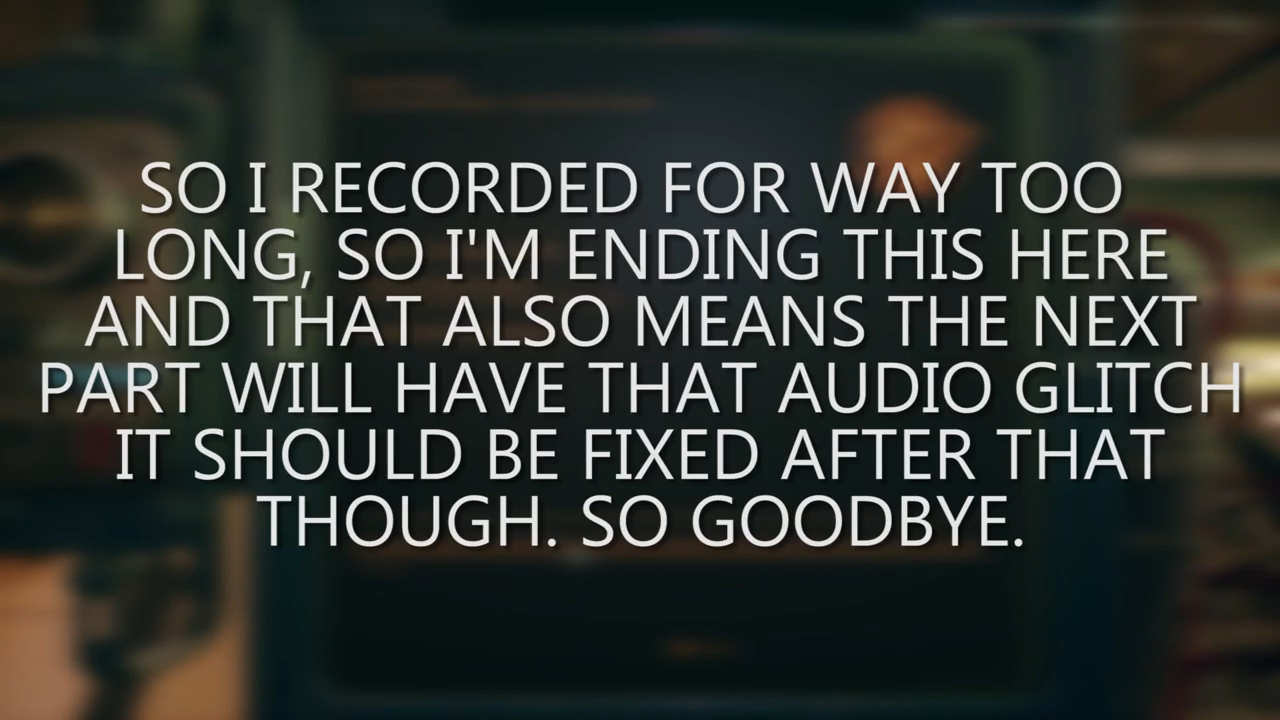 SO I RECORDED FOR WAY TOO
LONG, SO I'M ENDING THIS HERE
AND THAT ALSO MEANS THE NEXT
PART WILL HAVE THAT AUDIO GLITCH
IT SHOULD BE FIXED AFTER THAT
THOUGH. SO GOODBYE.